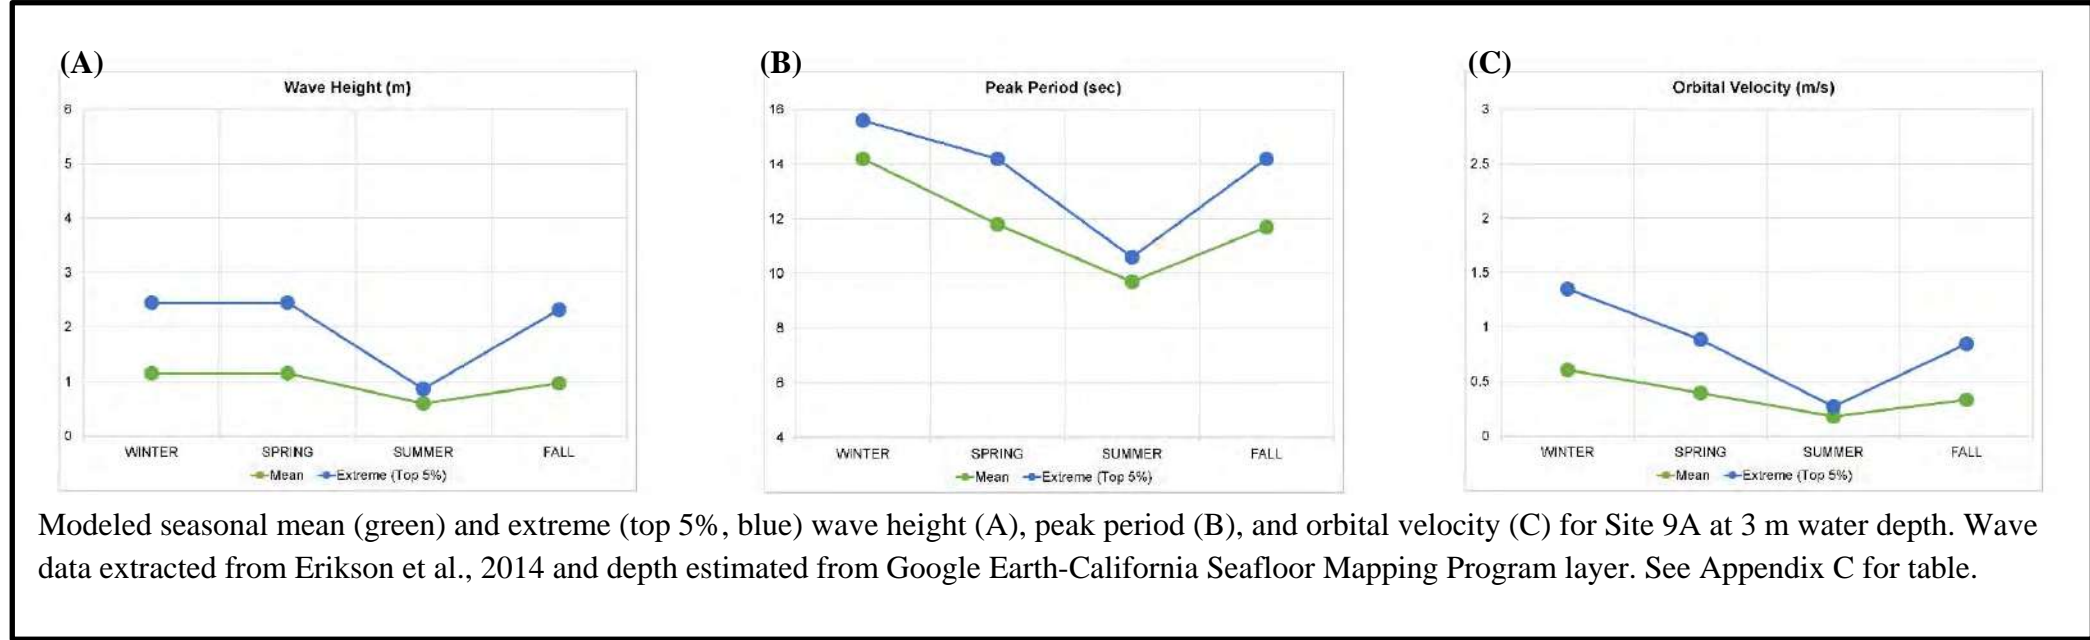 (A)
Wave Height (m)
6
5
4
3
2
1
0
WINTER SPRING SUMMER FALL
Mean Extreme (Top 5%)
(B)
Peak Period (sec)
16
14
12
10
8
6
4
WINTER SPRING SUMMER FALL
Mean Extreme (Top 5%)
(C)
Orbital Velocity (m/s)
3
2.5
2
1.5
1
0.5
0
WINTER SPRING SUMMER FALL
Mean Extreme (Top 5%)
Modeled seasonal mean (green) and extreme (top 5%, blue) wave height (A), peak period (B), and orbital velocity (C) for Site 9A at 3 m water depth. Wave
data extracted from Erikson et al., 2014 and depth estimated from Google Earth-California Seafloor Mapping Program layer. See Appendix C for table.